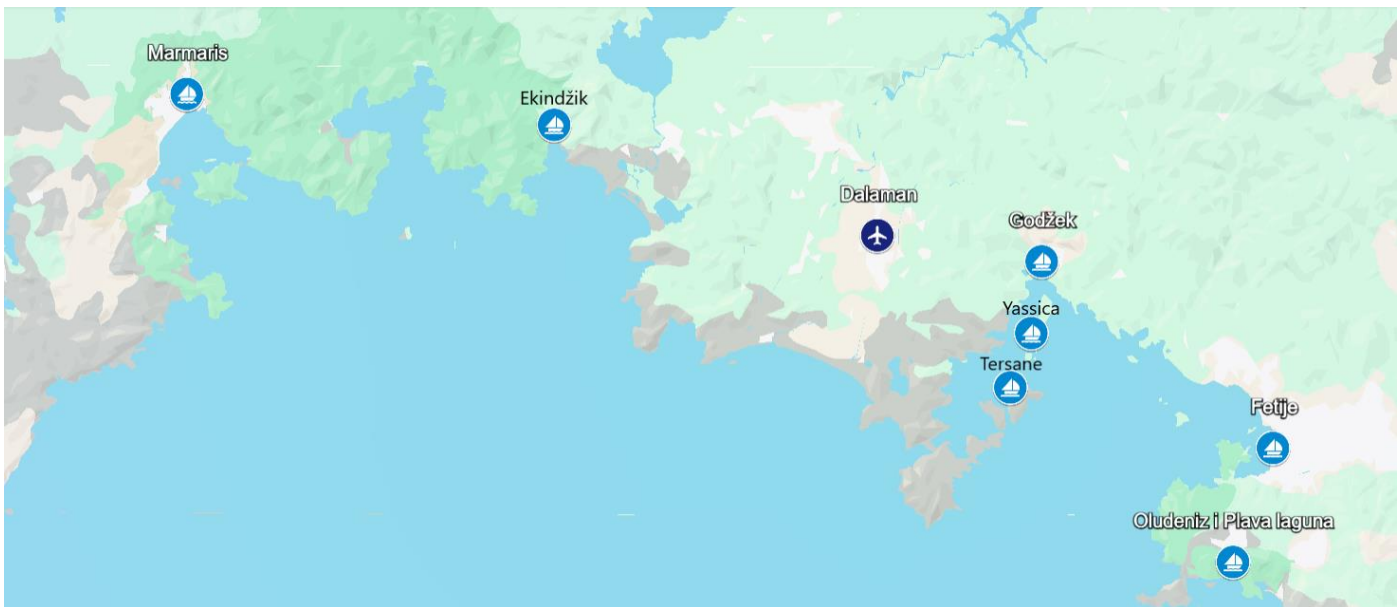 Marmaris
Ekindžik
Dalaman
Godžek
Yassica
Tersane
Fetije
Oludeniz i Plava laguna